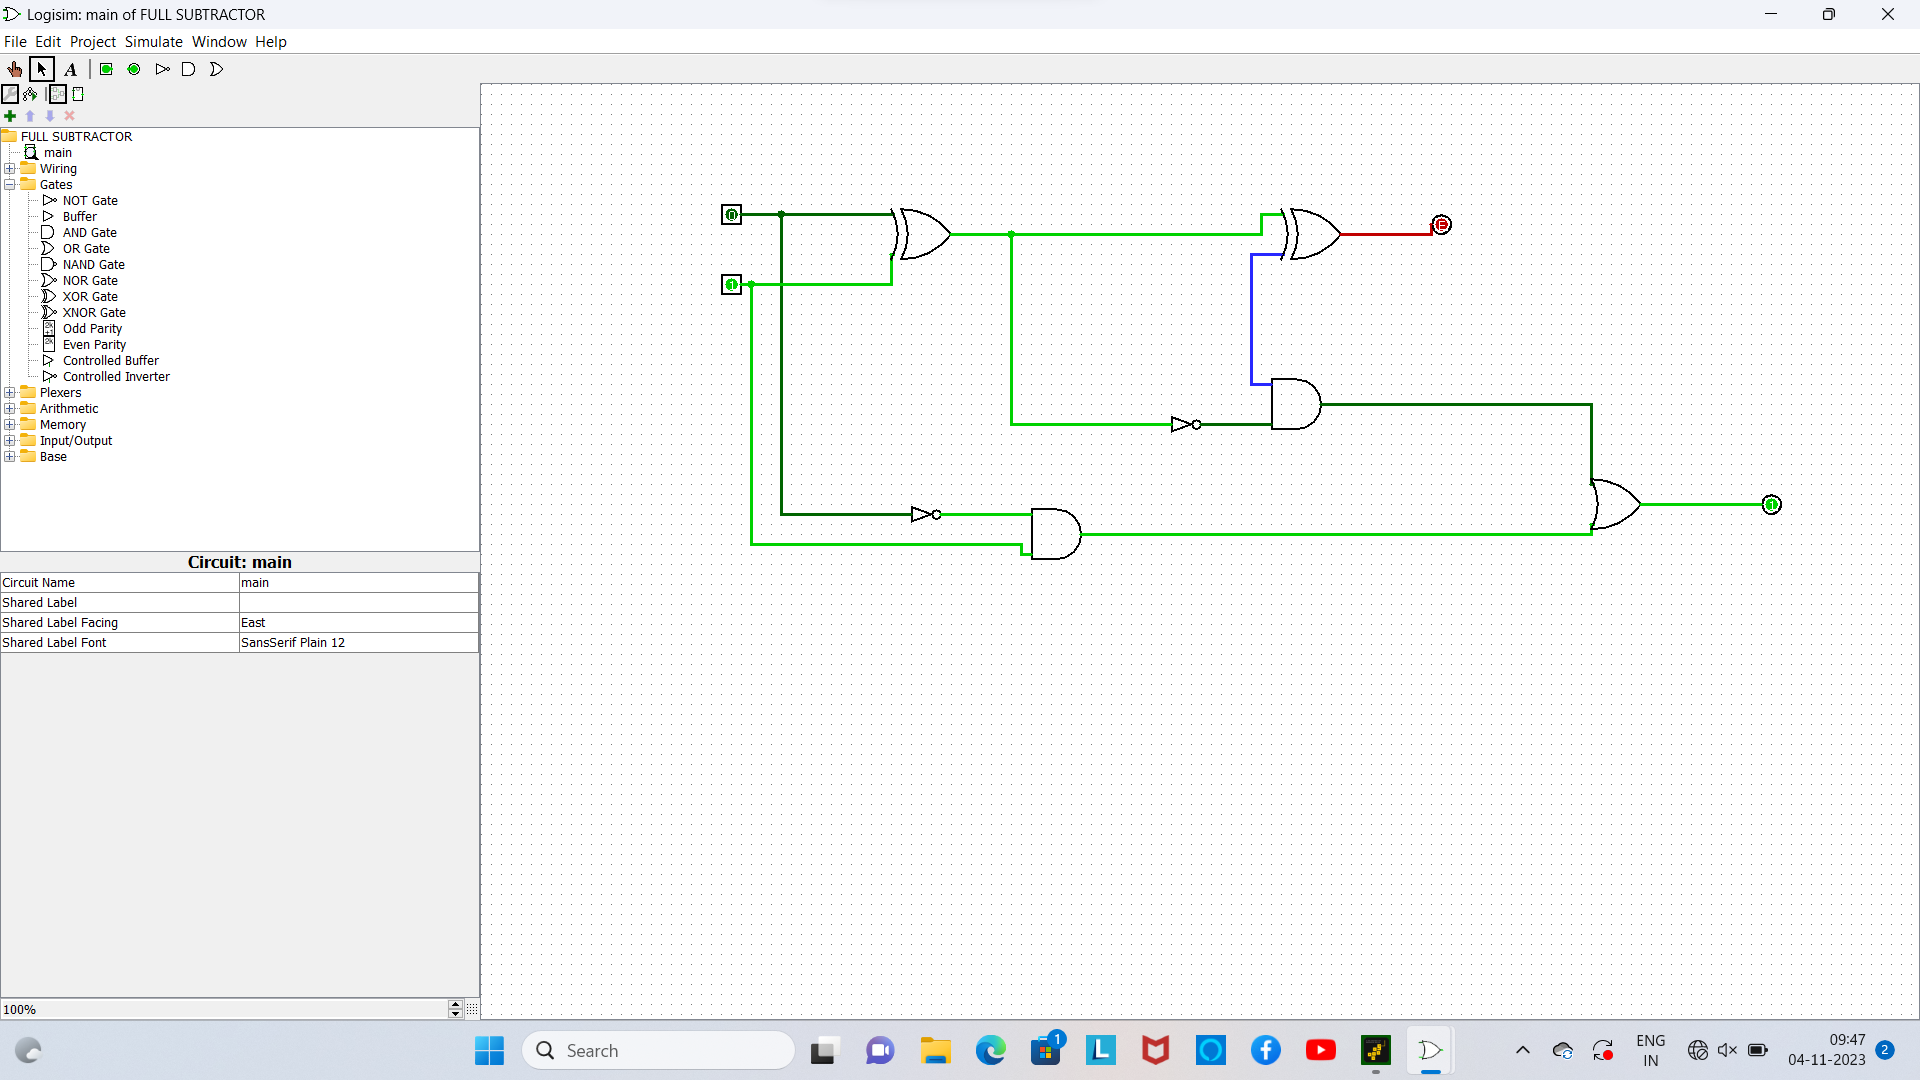 Logisim: main of FULL SUBTRACTOR
File Edit Project Simulate Window Help
A
FULL SUBTRACTOR
main
Wiring
Gates
NOT Gate
Buffer
AND Gate
OR Gate
NAND Gate
NOR Gate
XOR Gate
XNOR Gate
Odd Parity
Even Parity
Controlled Buffer
Controlled Inverter
Plexers
Arithmetic
Memory
Input/Output
Base
Circuit: main
Circuit Name main
Shared Label
Shared Label Facing East
Shared Label Font SansSerif Plain 12
100%
0
1
E
1
Search
1
L
ENG
IN
09:47
04-11-2023
2